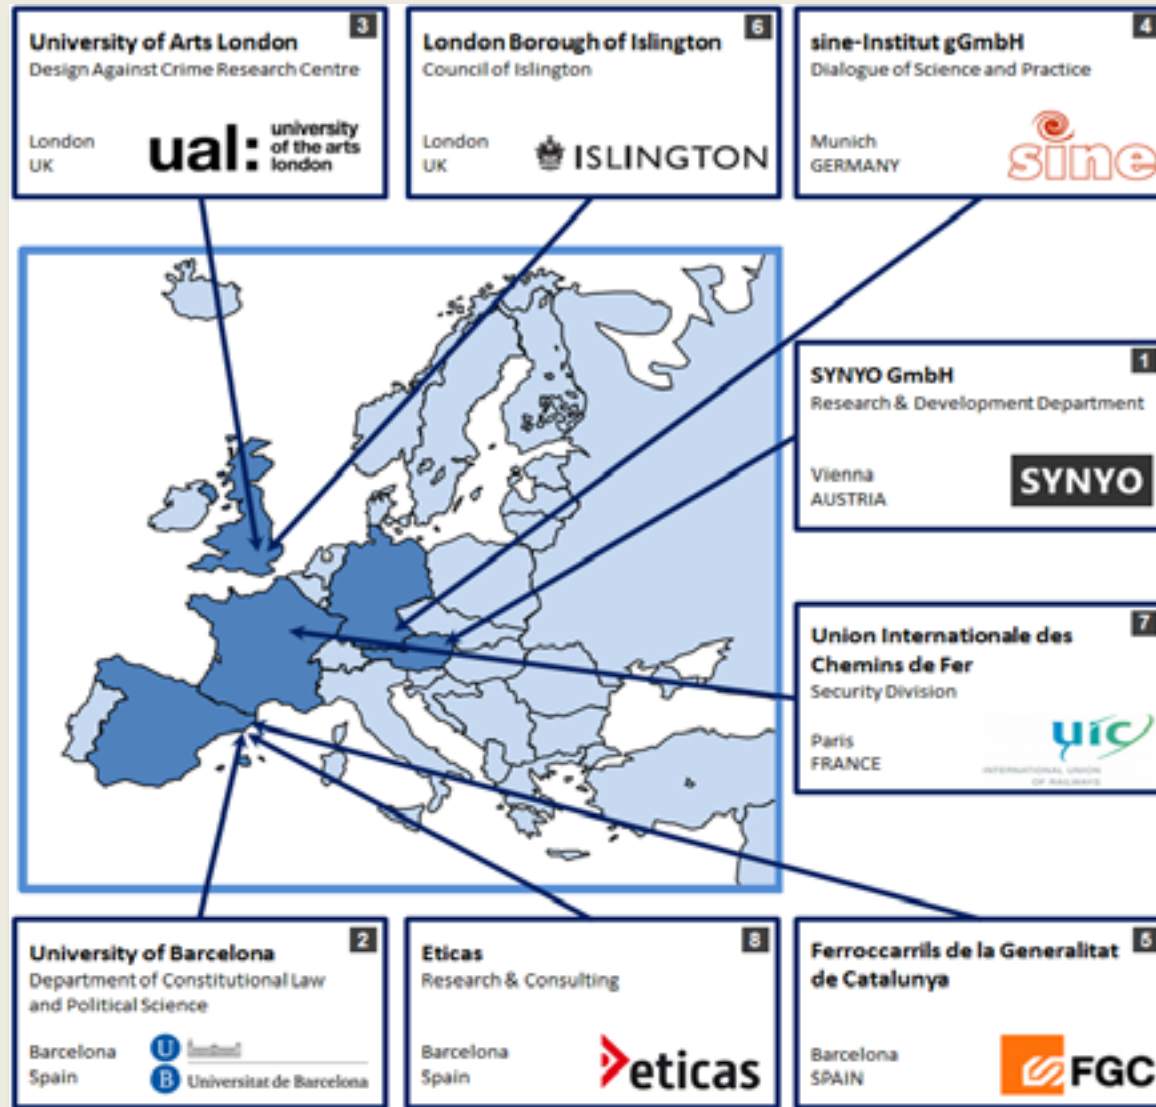 3
University of Arts London
Design Against Crime Research Centre
London
UK
ual:
university
of the arts
london
6
London Borough of Islington
Council of Islington
London
UK
ISLINGTON
4
sine-Institut gGmbH
Dialogue of Science and Practice
Munich
GERMANY
sine
1
SYNYO GmbH
Research & Development Department
Vienna
AUSTRIA
SYNYO
7
Union Internationale des
Chemins de Fer
Security Division
Paris
FRANCE
uic
INTERNATIONAL UNION
OF RAILWAYS
2
University of Barcelona
Department of Constitutional Law
and Political Science
Barcelona
Spain
U
B
Universitat de Barcelona
8
Eticas
Research & Consulting
Barcelona
Spain
eticas
5
Ferroccarrils de la Generalitat
de Catalunya
Barcelona
SPAIN
FGC